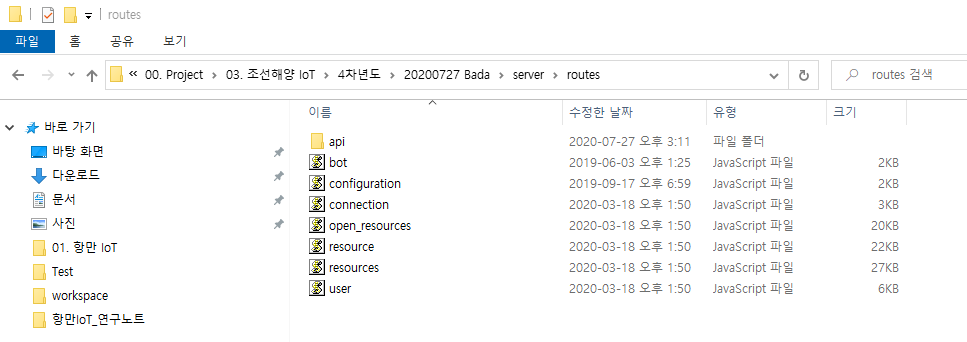 routes
파일 홈 공유 보기
« 00. Project > 03. 조선해양 IoT > 4차년도 > 20200727 Bada > server > routes
routes 검색
이름 수정한 날짜 유형 크기
바로 가기
바탕 화면
다운로드
문서
사진
01. 항만 IoT
Test
workspace
항만IoT_연구노트
api 2020-07-27 오후 3:11 파일 폴더
bot 2019-06-03 오후 1:25 JavaScript 파일 2KB
configuration 2019-09-17 오후 6:59 JavaScript 파일 2KB
connection 2020-03-18 오후 1:50 JavaScript 파일 3KB
open_resources 2020-03-18 오후 1:50 JavaScript 파일 20KB
resource 2020-03-18 오후 1:50 JavaScript 파일 22KB
resources 2020-03-18 오후 1:50 JavaScript 파일 27KB
user 2020-03-18 오후 1:50 JavaScript 파일 6KB